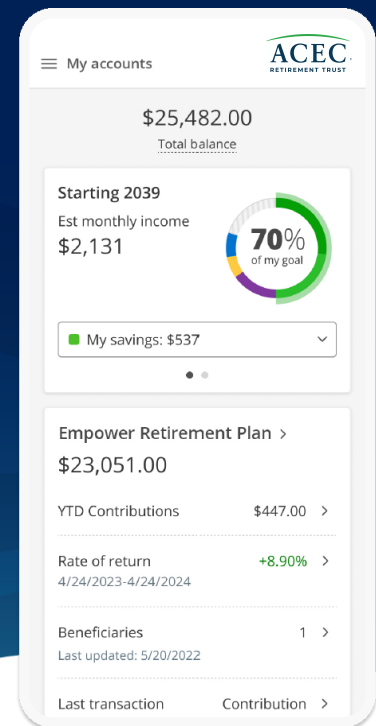 My accounts
ACEC
RETIREMENT TRUST
$25,482.00
Total balance
Starting 2039
Est monthly income
$2,131
70%
of my goal
My savings: $537
Empower Retirement Plan >
$23,051.00
YTD Contributions $447.00 >
Rate of return +8.90% >
4/24/2023-4/24/2024
Beneficiaries 1 >
Last updated: 5/20/2022
Last transaction Contribution >